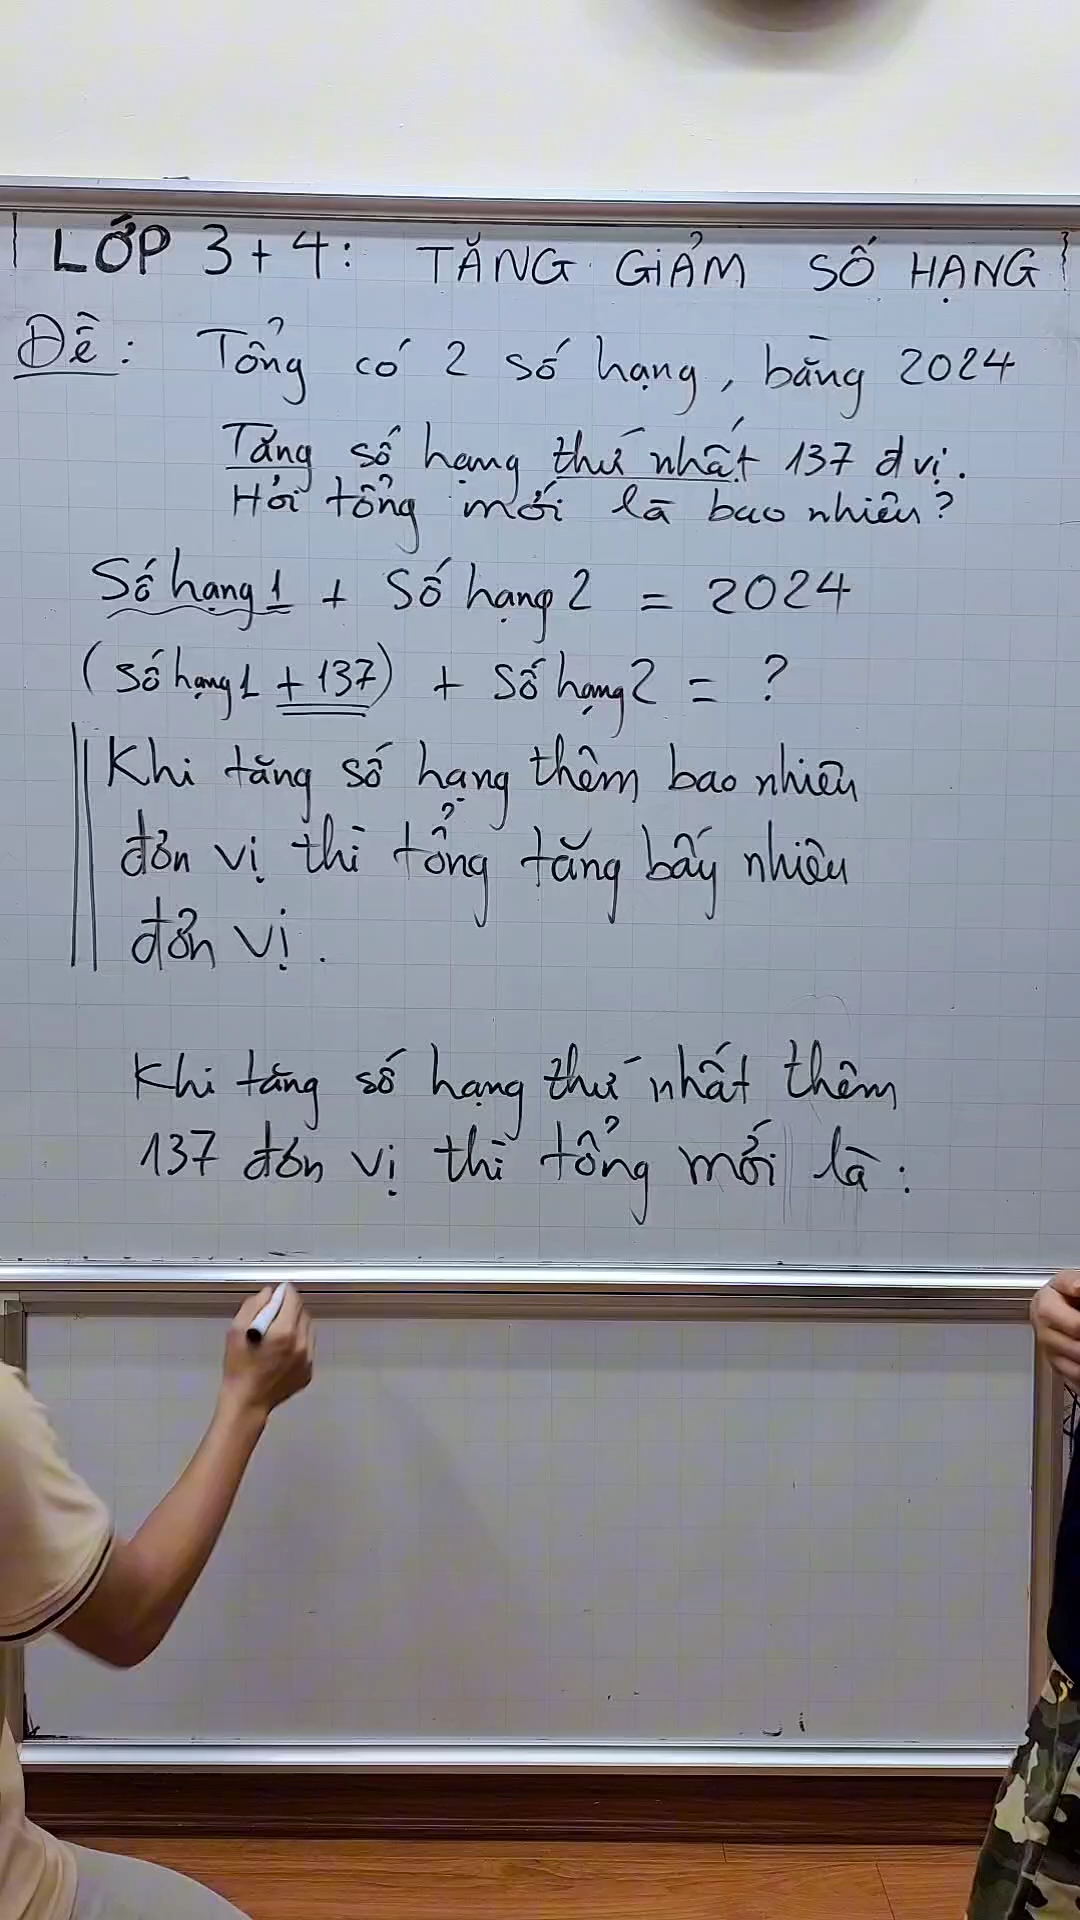 LỚP 3+4: TĂNG GIẢM SỐ HẠNG
Đề: Tổng có 2 số hạng, bằng 2024
Tăng số hạng thứ nhất 137 đvị.
Hỏi tổng mới là bao nhiêu?
Số hạng 1 + Số hạng 2 = 2024
(Số hạng 1 + 137) + Số hạng 2 = ?
Khi tăng số hạng thêm bao nhiêu
đơn vị thì tổng tăng bấy nhiêu
đơn vị.
Khi tăng số hạng thứ nhất thêm
137 đơn vị thì tổng mới là: